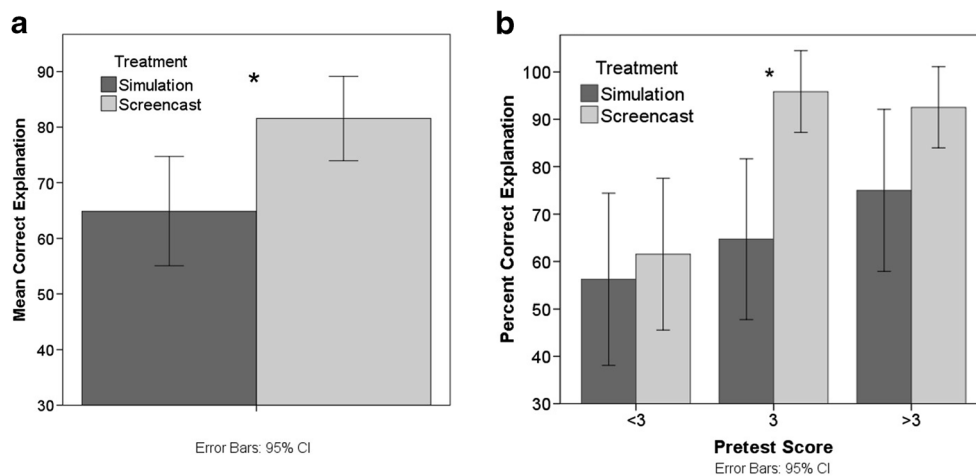 a
Mean Correct Explanation
90
80
70
60
50
40
30
Treatment
Simulation
Screencast
*
Error Bars: 95% CI
b
Percent Correct Explanation
100
90
80
70
60
50
40
30
Treatment
Simulation
Screencast
*
<3
3
>3
Pretest Score
Error Bars: 95% CI